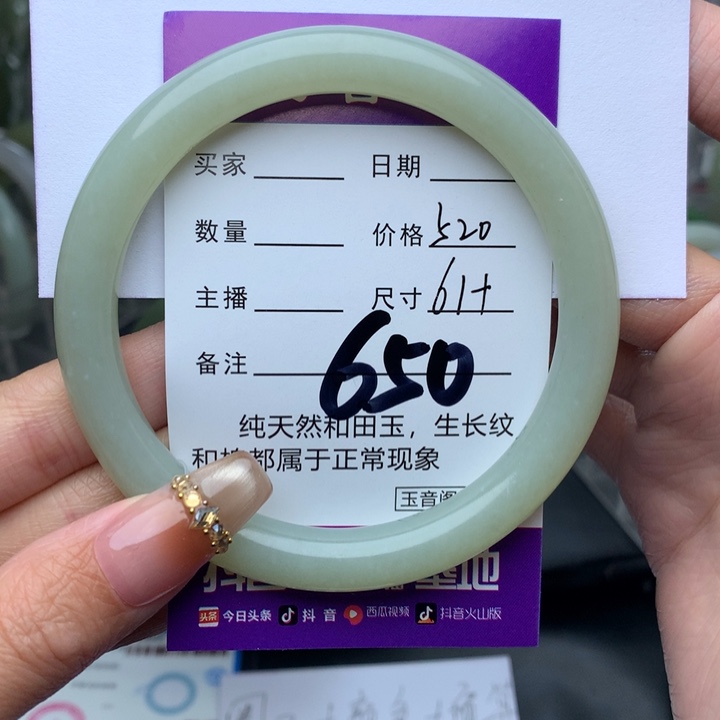 买家 日期
数量 价格 520
主播 尺寸 61+
备注 650
纯天然和田玉，生长纹
和 都属于正常现象
玉音阁
今日头条 抖音 西瓜视频 抖音火山版